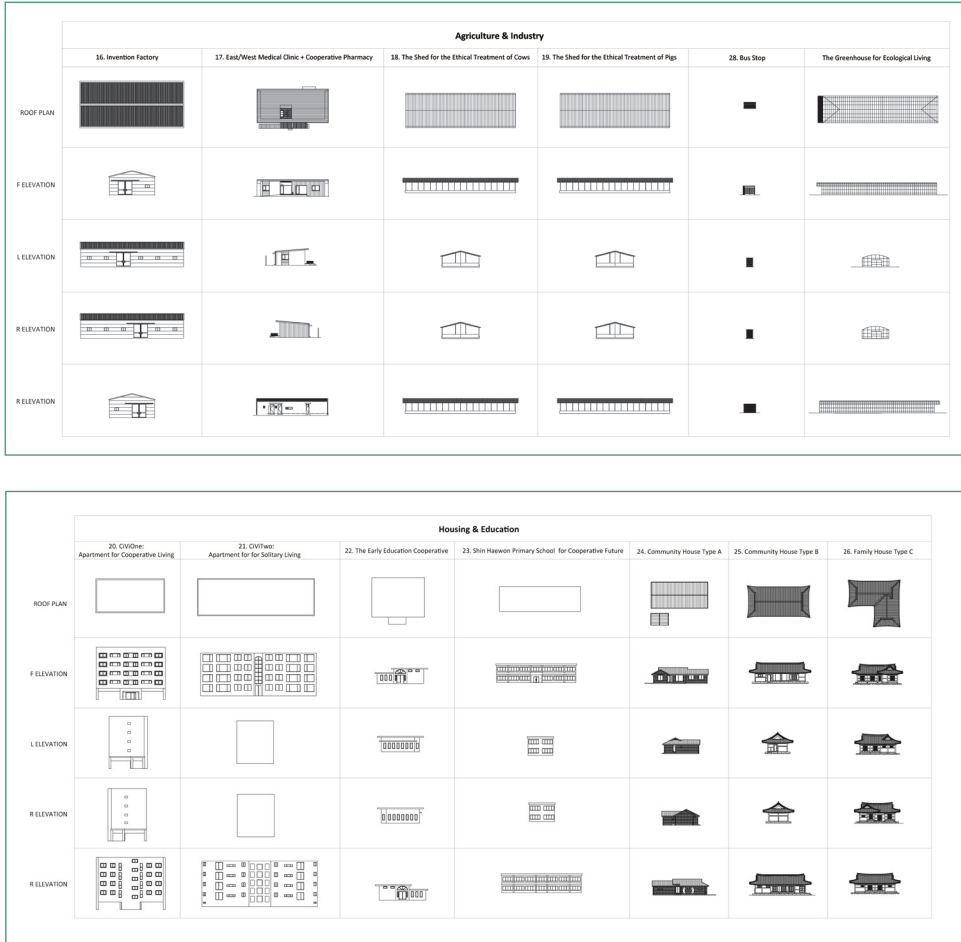 Agriculture & Industry
16. Invention Factory
17. East/West Medical Clinic + Cooperative Pharmacy
18. The Shed for the Ethical Treatment of Cows
19. The Shed for the Ethical Treatment of Pigs
28. Bus Stop
The Greenhouse for Ecological Living
ROOF PLAN
F ELEVATION
L ELEVATION
R ELEVATION
R ELEVATION
Housing & Education
20. CiViOne:
Apartment for Cooperative Living
21. CiViTwo:
Apartment for for Solitary Living
22. The Early Education Cooperative
23. Shin Haewon Primary School for Cooperative Future
24. Community House Type A
25. Community House Type B
26. Family House Type C
ROOF PLAN
F ELEVATION
L ELEVATION
R ELEVATION
R ELEVATION